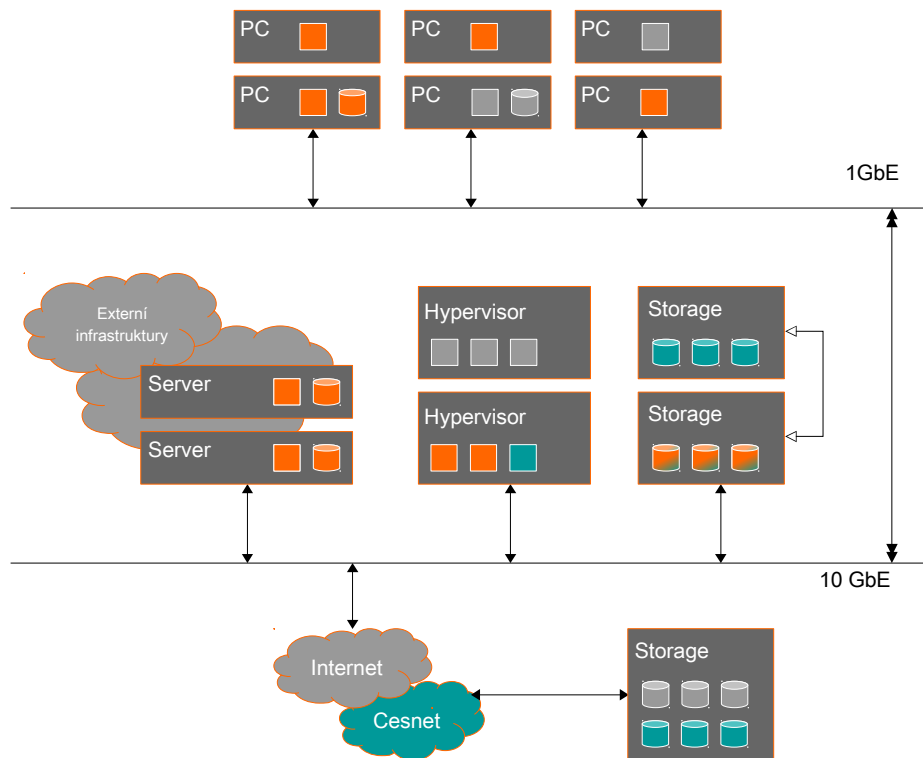 PC
PC
PC
PC
PC
PC
1GbE
Externí
infrastruktury
Server
Server
Hypervisor
Hypervisor
Storage
Storage
10 GbE
Internet
Cesnet
Storage